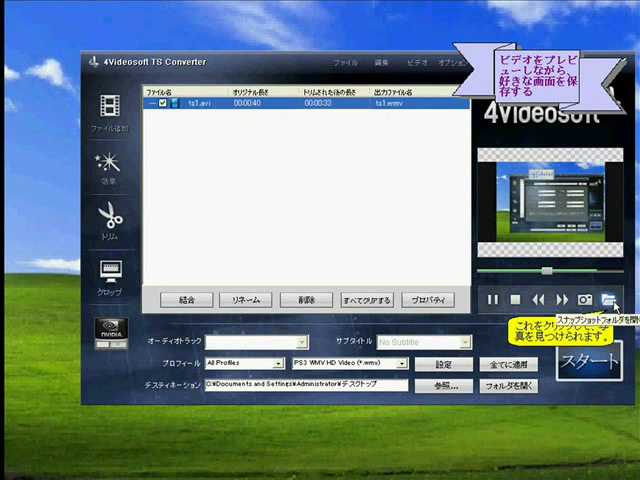 4Videosoft TS Converter
ファイル 編集 ビデオ オプション
ビデオをプレビ
ューしながら、
好きな画面を保
存する
4Videosoft
ファイル追加
効果
トリム
クロップ
NVIDIA
ファイル名 オリジナル長さ トリムされた後の長さ 出力ファイル名
ts1.avi 00:00:40 00:00:33 ts1.wmv
結合 リネーム 削除 すべてクリアする プロパティ
スナップショットフォルダを開く
これをクリックして、写
真を見つけられます。
オーディオトラック サブタイトル No Subtitle
プロフィール All Profiles PS3 WMV HD Video (*.wmv) 設定 全てに適用
デスティネーション C:\Documents and Settings\Administrator\デスクトップ 参照... フォルダを開く
スタート